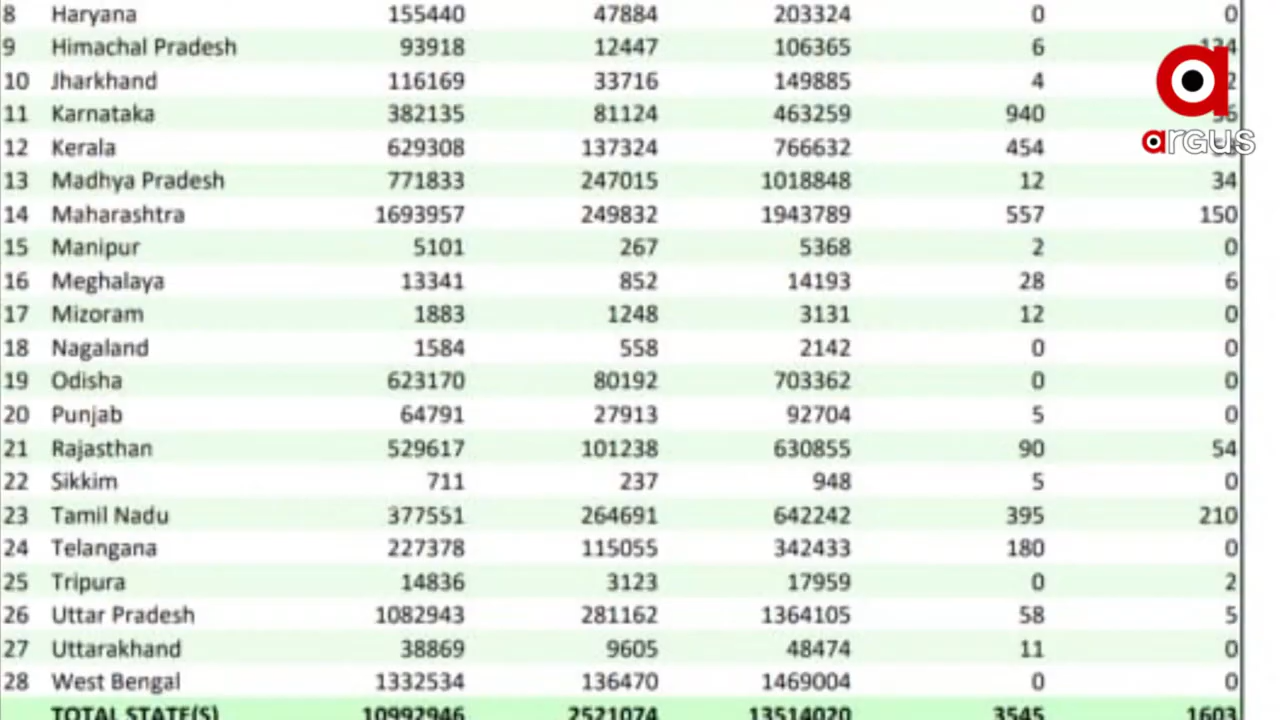 8 Haryana 155440 47884 203324 0 0
9 Himachal Pradesh 93918 12447 106365 6
10 Jharkhand 116169 33716 149885 4
11 Karnataka 382135 81124 463259 940
12 Kerala 629308 137324 766632 454
argus
13 Madhya Pradesh 771833 247015 1018848 12 34
14 Maharashtra 1693957 249832 1943789 557 150
15 Manipur 5101 267 5368 2 0
16 Meghalaya 13341 852 14193 28 6
17 Mizoram 1883 1248 3131 12 0
18 Nagaland 1584 558 2142 0 0
19 Odisha 623170 80192 703362 0 0
20 Punjab 64791 27913 92704 5 0
21 Rajasthan 529617 101238 630855 90 54
22 Sikkim 711 237 948 5 0
23 Tamil Nadu 377551 264691 642242 395 210
24 Telangana 227378 115055 342433 180 0
25 Tripura 14836 3123 17959 0 2
26 Uttar Pradesh 1082943 281162 1364105 58 5
27 Uttarakhand 38869 9605 48474 11 0
28 West Bengal 1332534 136470 1469004 0 0
TOTAL STATE(S) 10992946 2521074 13514020 3545 1603